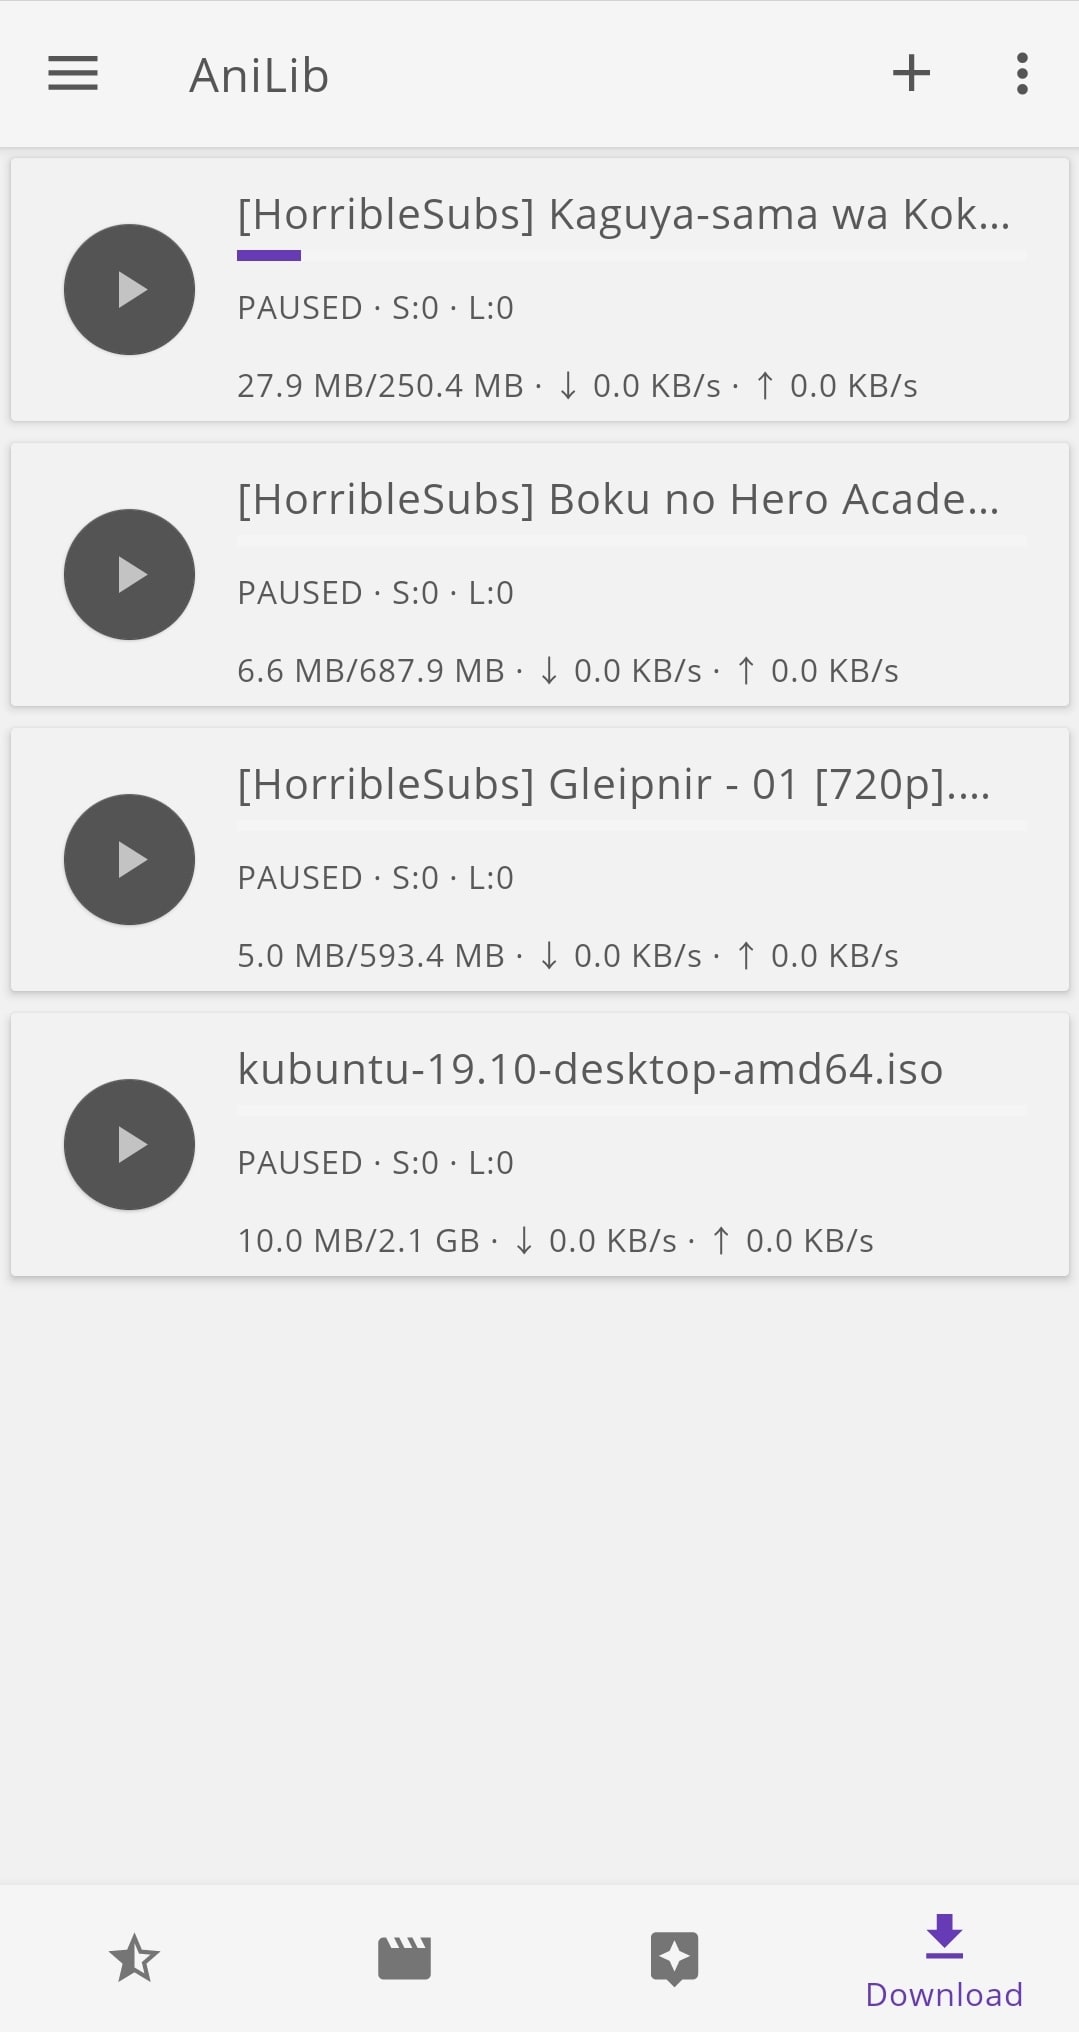 AniLib
[HorribleSubs] Kaguya-sama wa Kok...
PAUSED · S:0 · L:0
27.9 MB/250.4 MB · ↓ 0.0 KB/s · ↑ 0.0 KB/s
[HorribleSubs] Boku no Hero Acade...
PAUSED · S:0 · L:0
6.6 MB/687.9 MB · ↓ 0.0 KB/s · ↑ 0.0 KB/s
[HorribleSubs] Gleipnir - 01 [720p]....
PAUSED · S:0 · L:0
5.0 MB/593.4 MB · ↓ 0.0 KB/s · ↑ 0.0 KB/s
kubuntu-19.10-desktop-amd64.iso
PAUSED · S:0 · L:0
10.0 MB/2.1 GB · ↓ 0.0 KB/s · ↑ 0.0 KB/s
Download